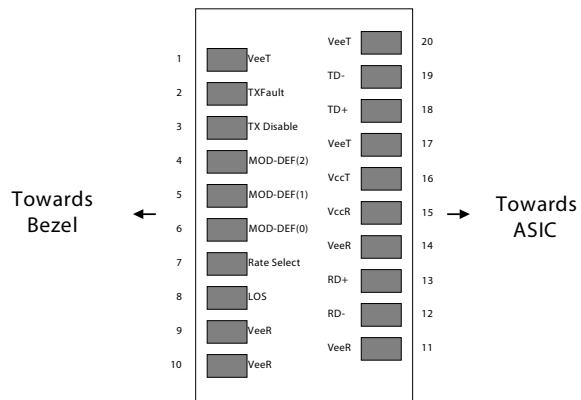 VeeT 20
1 VeeT
TD- 19
2 TXFault
TD+ 18
3 TX Disable
VeeT 17
4 MOD-DEF(2)
VccT 16
5 MOD-DEF(1)
VccR 15
6 MOD-DEF(0)
VeeR 14
7 Rate Select
RD+ 13
8 LOS
RD- 12
9 VeeR
VeeR 11
10 VeeR
Towards
Bezel
Towards
ASIC